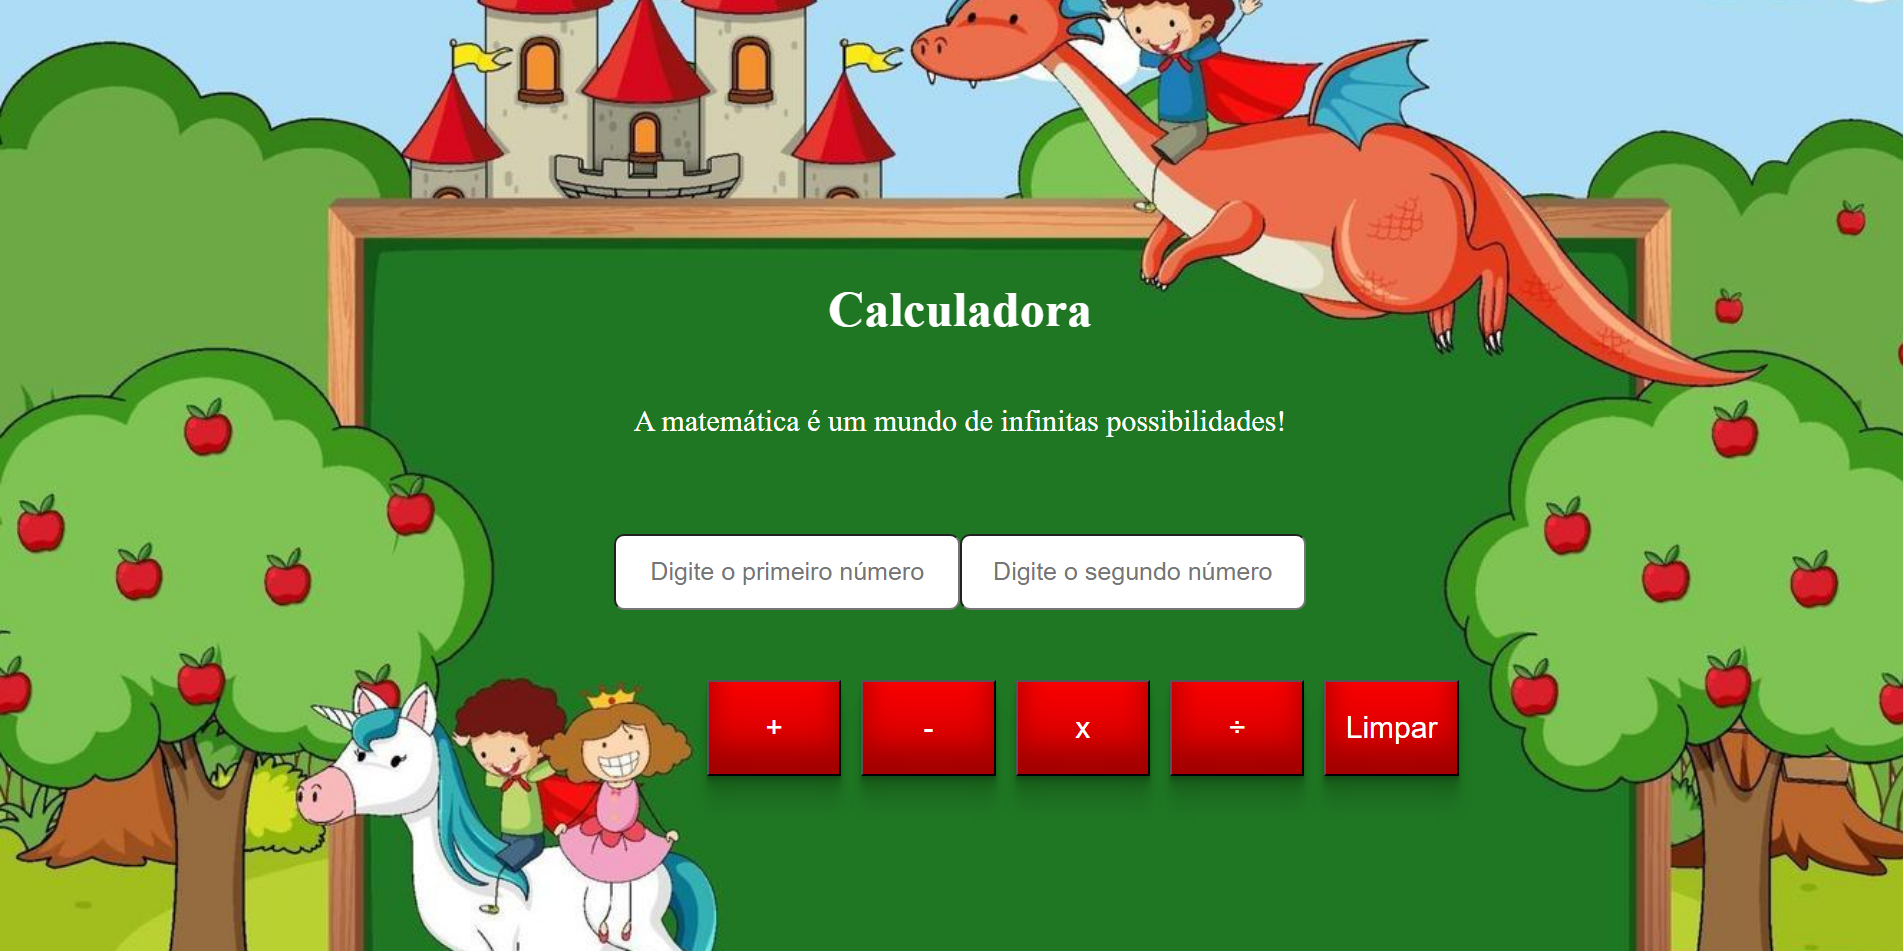 Calculadora
A matemática é um mundo de infinitas possibilidades!
Digite o primeiro número Digite o segundo número
+ - x ÷ Limpar